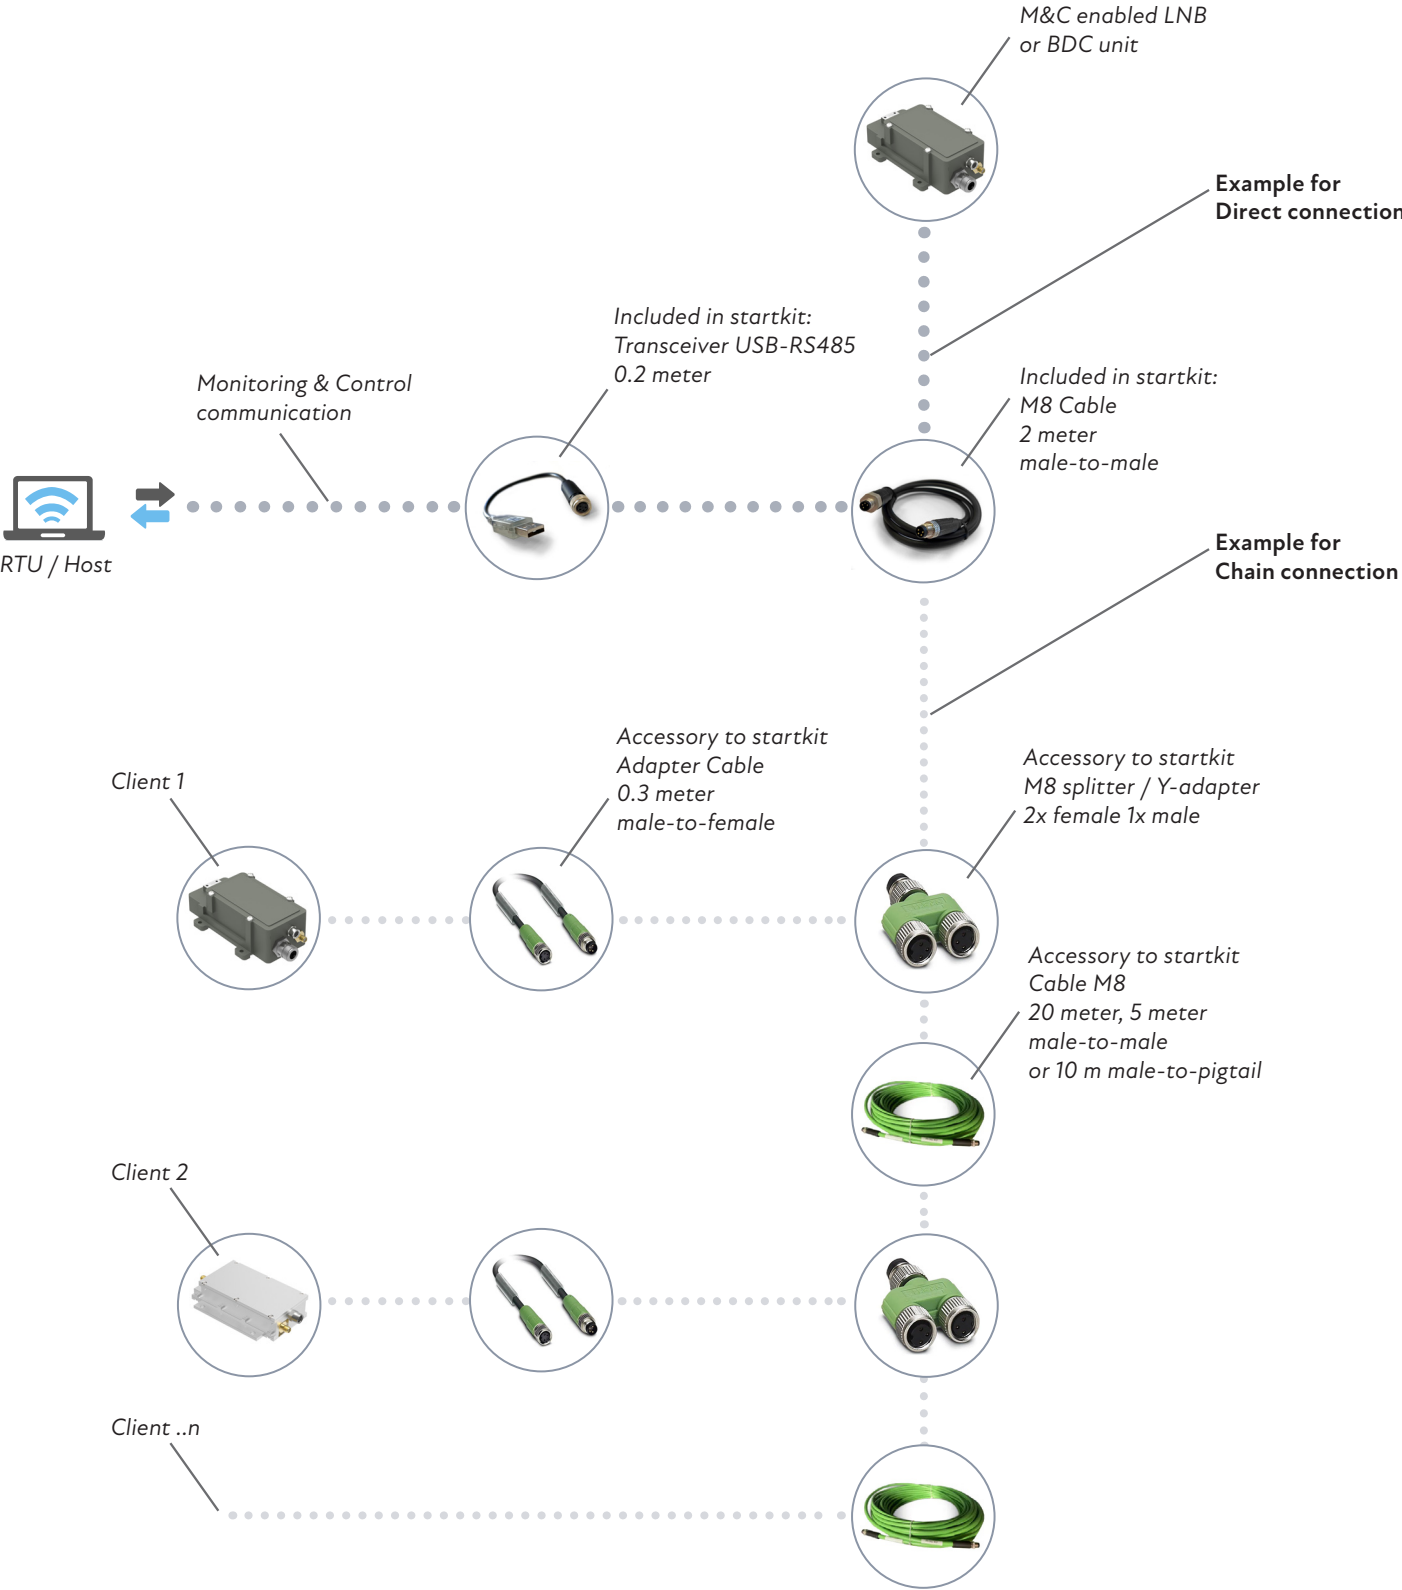 M&C enabled LNB
or BDC unit
Example for
Direct connection
Included in startkit:
Transceiver USB-RS485
0.2 meter
Monitoring & Control
communication
Included in startkit:
M8 Cable
2 meter
male-to-male
RTU / Host
Example for
Chain connection
Accessory to startkit
Adapter Cable
0.3 meter
male-to-female
Accessory to startkit
M8 splitter / Y-adapter
2x female 1x male
Client 1
Accessory to startkit
Cable M8
20 meter, 5 meter
male-to-male
or 10 m male-to-pigtail
Client 2
Client ..n